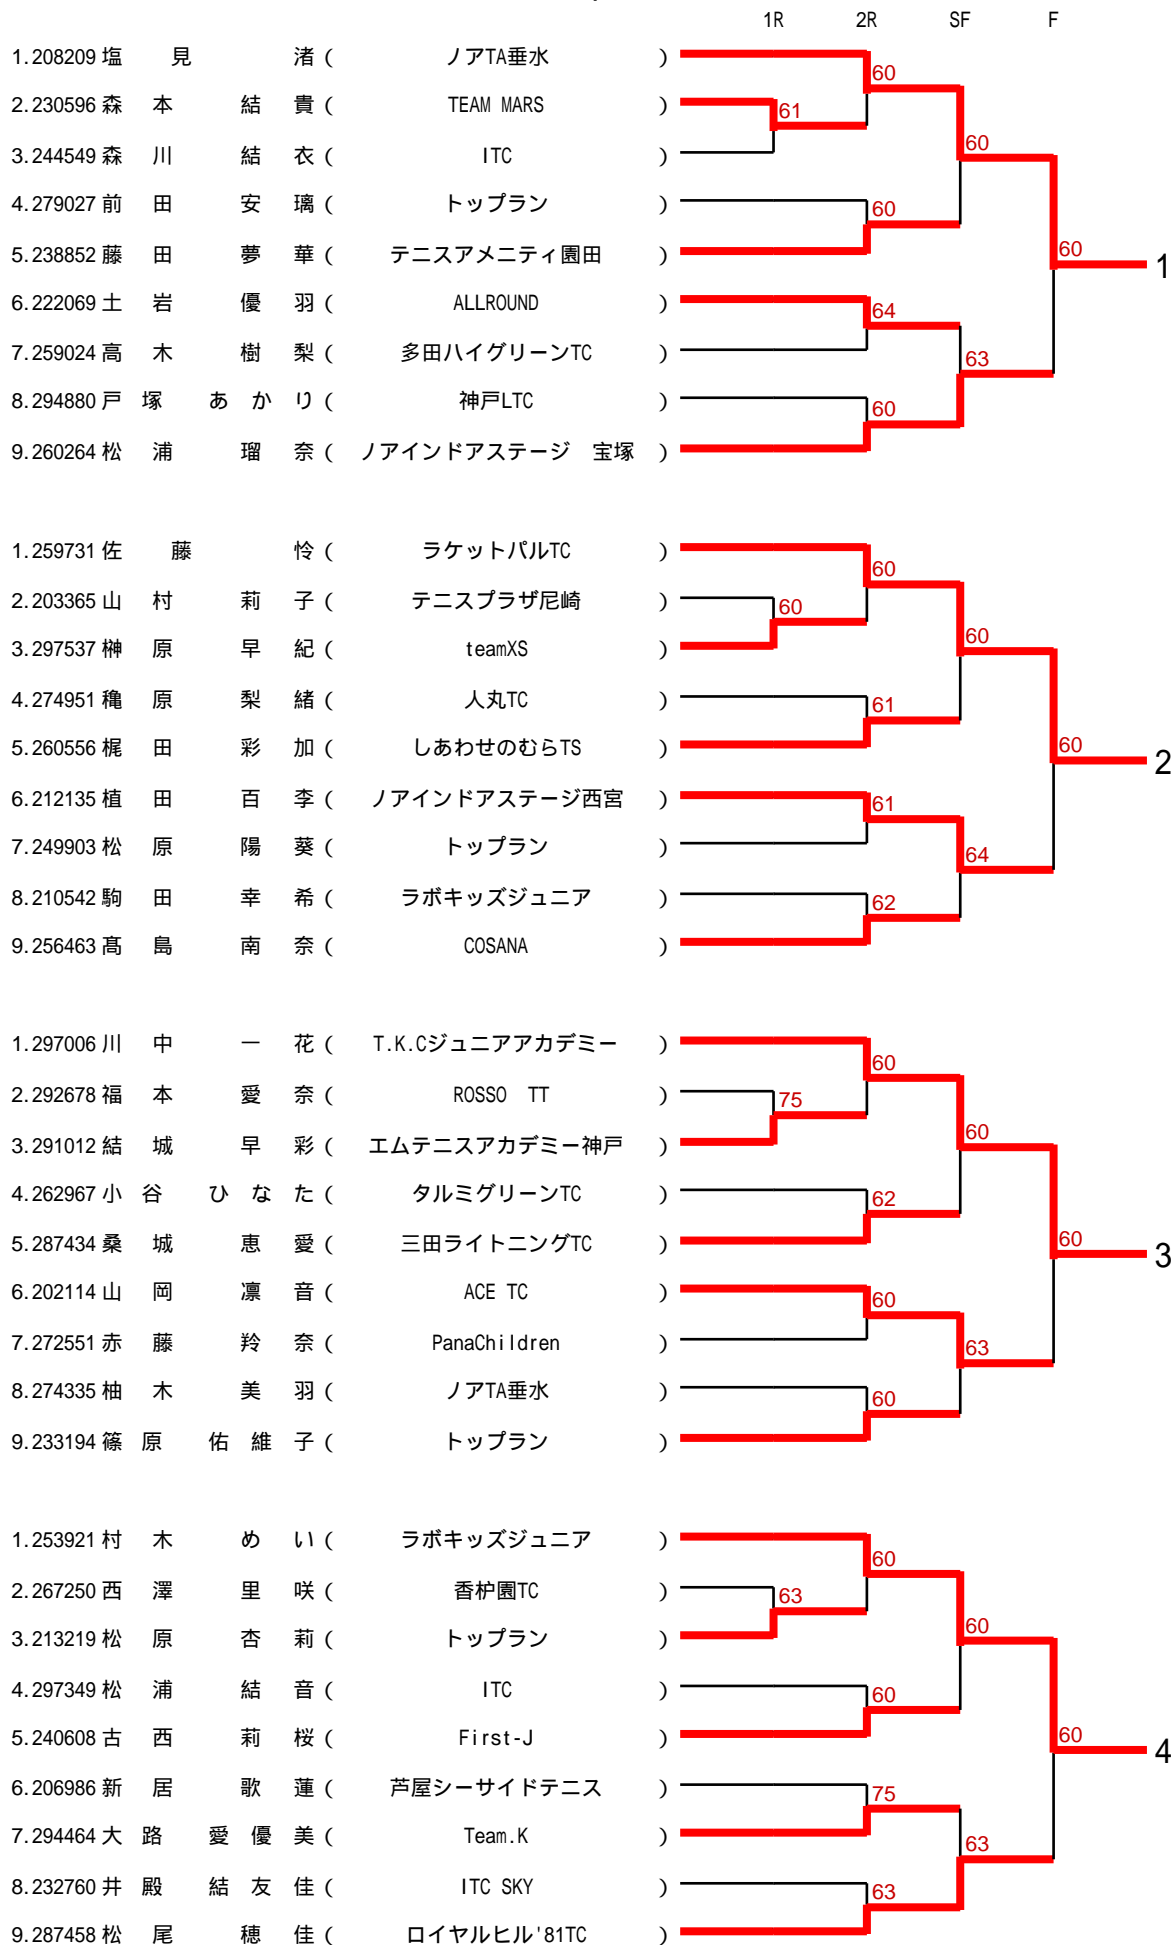 1R 2R SF F
1.208209 塩見 渚 ( ノアTA垂水 )
60
2.230596 森本 結貴 ( TEAM MARS )
61
3.244549 森川 結衣 ( ITC )
60
4.279027 前田 安璃 ( トップラン )
60
5.238852 藤田 夢華 ( テニスアメニティ園田 )
60 1
6.222069 土岩 優羽 ( ALLROUND )
64
7.259024 高木 樹梨 ( 多田ハイグリーンTC )
63
8.294880 戸塚 あかり ( 神戸LTC )
60
9.260264 松浦 瑠奈 ( ノアインドアステージ 宝塚 )
1.259731 佐藤 怜 ( ラケットパルTC )
60
2.203365 山村 莉子 ( テニスプラザ尼崎 )
60
3.297537 榊原 早紀 ( teamXS )
60
4.274951 穐原 梨緒 ( 人丸TC )
61
5.260556 梶田 彩加 ( しあわせのむらTS )
60 2
6.212135 植田 百李 ( ノアインドアステージ西宮 )
61
7.249903 松原 陽葵 ( トップラン )
64
8.210542 駒田 幸希 ( ラボキッズジュニア )
62
9.256463 髙島 南奈 ( COSANA )
1.297006 川中 一花 ( T.K.Cジュニアアカデミー )
60
2.292678 福本 愛奈 ( ROSSO TT )
75
3.291012 結城 早彩 ( エムテニスアカデミー神戸 )
60
4.262967 小谷 ひなた ( タルミグリーンTC )
62
5.287434 桑城 恵愛 ( 三田ライトニングTC )
60 3
6.202114 山岡 凛音 ( ACE TC )
60
7.272551 赤藤 羚奈 ( PanaChildren )
63
8.274335 柚木 美羽 ( ノアTA垂水 )
60
9.233194 篠原 佑維子 ( トップラン )
1.253921 村木 めい ( ラボキッズジュニア )
60
2.267250 西澤 里咲 ( 香枦園TC )
63
3.213219 松原 杏莉 ( トップラン )
60
4.297349 松浦 結音 ( ITC )
60
5.240608 古西 莉桜 ( First-J )
60 4
6.206986 新居 歌蓮 ( 芦屋シーサイドテニス )
75
7.294464 大路 愛優美 ( Team.K )
63
8.232760 井殿 結友佳 ( ITC SKY )
63
9.287458 松尾 穂佳 ( ロイヤルヒル'81TC )